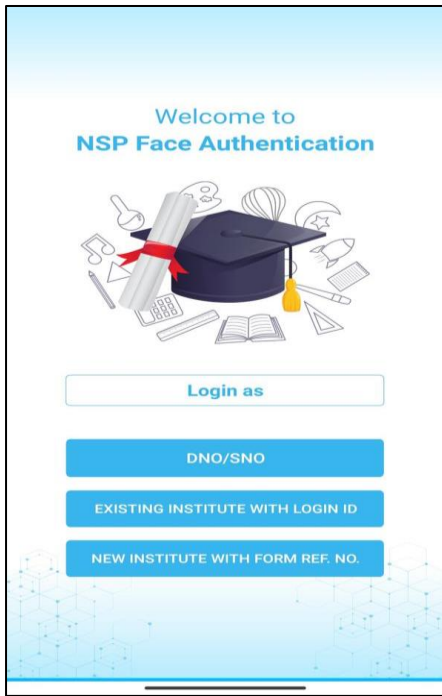 Welcome to
NSP Face Authentication
Login as
DNO/SNO
EXISTING INSTITUTE WITH LOGIN ID
NEW INSTITUTE WITH FORM REF. NO.